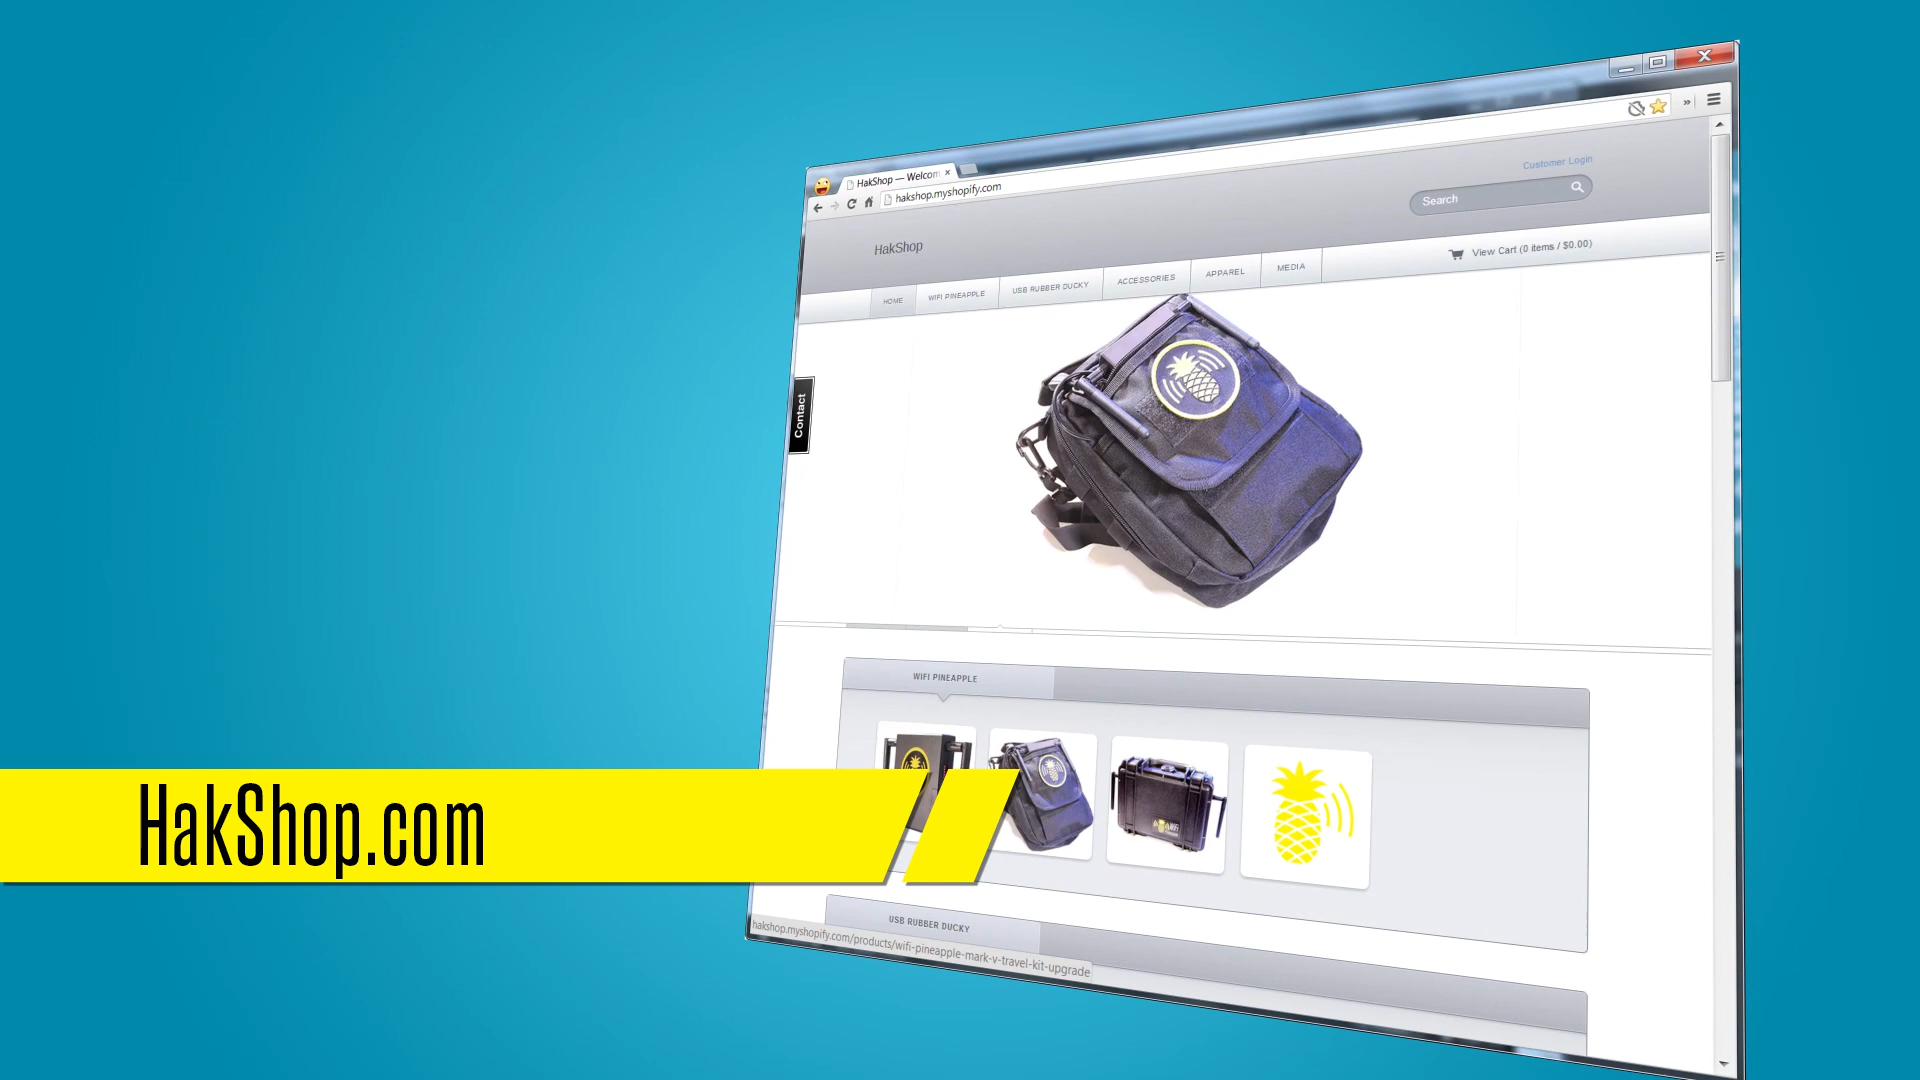 HakShop — Welcom
hakshop.myshopify.com
Customer Login
Search
HakShop
View Cart (0 items / $0.00)
HOME
WIFI PINEAPPLE
USB RUBBER DUCKY
ACCESSORIES
APPAREL
MEDIA
Contact
WIFI PINEAPPLE
HakShop.com
USB RUBBER DUCKY
hakshop.myshopify.com/products/wifi-pineapple-mark-v-travel-kit-upgrade